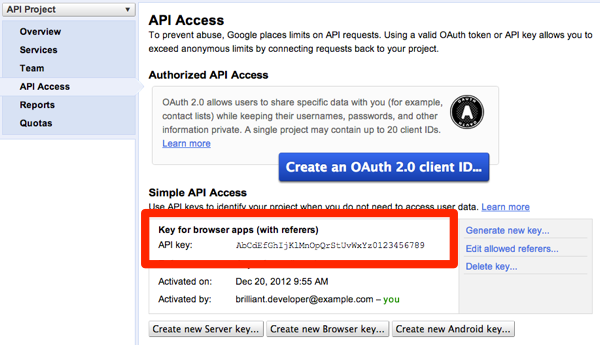 API Project
Overview
Services
Team
API Access
Reports
Quotas
API Access
To prevent abuse, Google places limits on API requests. Using a valid OAuth token or API key allows you to
exceed anonymous limits by connecting requests back to your project.
Authorized API Access
OAuth 2.0 allows users to share specific data with you (for example,
contact lists) while keeping their usernames, passwords, and other
information private. A single project may contain up to 20 client IDs.
Learn more
Create an OAuth 2.0 client ID...
Simple API Access
Use API keys to identify your project when you do not need to access user data. Learn more
Key for browser apps (with referers)
API key: AbCdEfGhIjKlMnOpQrStUvWxYz0123456789
Generate new key...
Edit allowed referers...
Delete key...
Activated on: Dec 20, 2012 9:55 AM
Activated by: brilliant.developer@example.com – you
Create new Server key... Create new Browser key... Create new Android key...